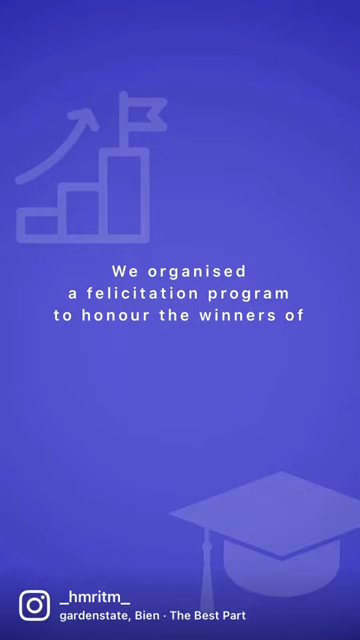 We organised
a felicitation program
to honour the winners of
_hmritm_
gardenstate, Bien · The Best Part